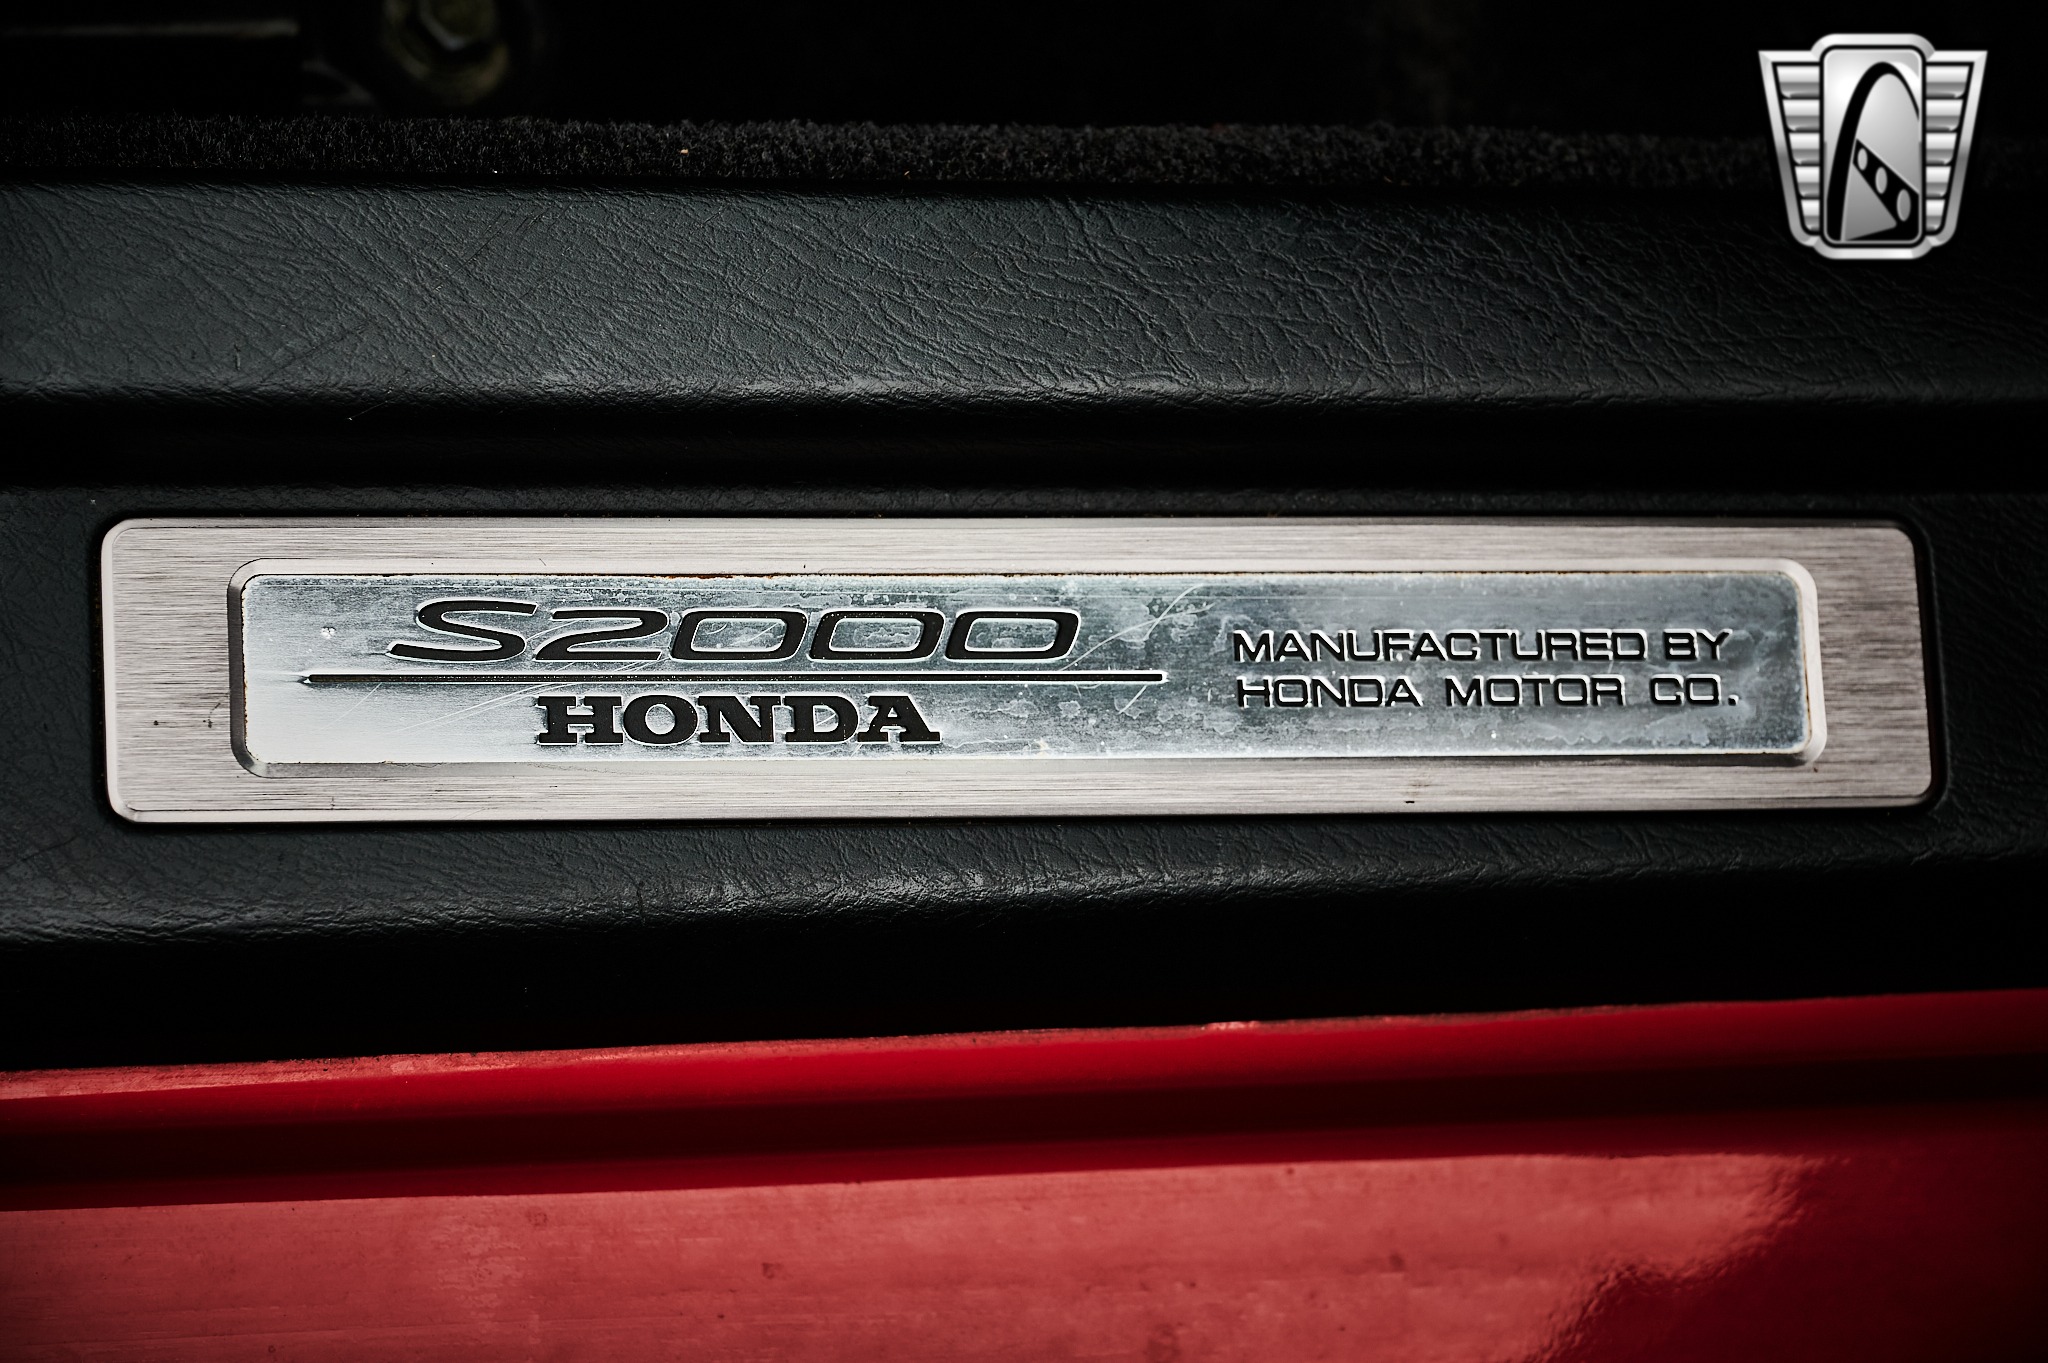 S2000
HONDA
MANUFACTURED BY
HONDA MOTOR CO.